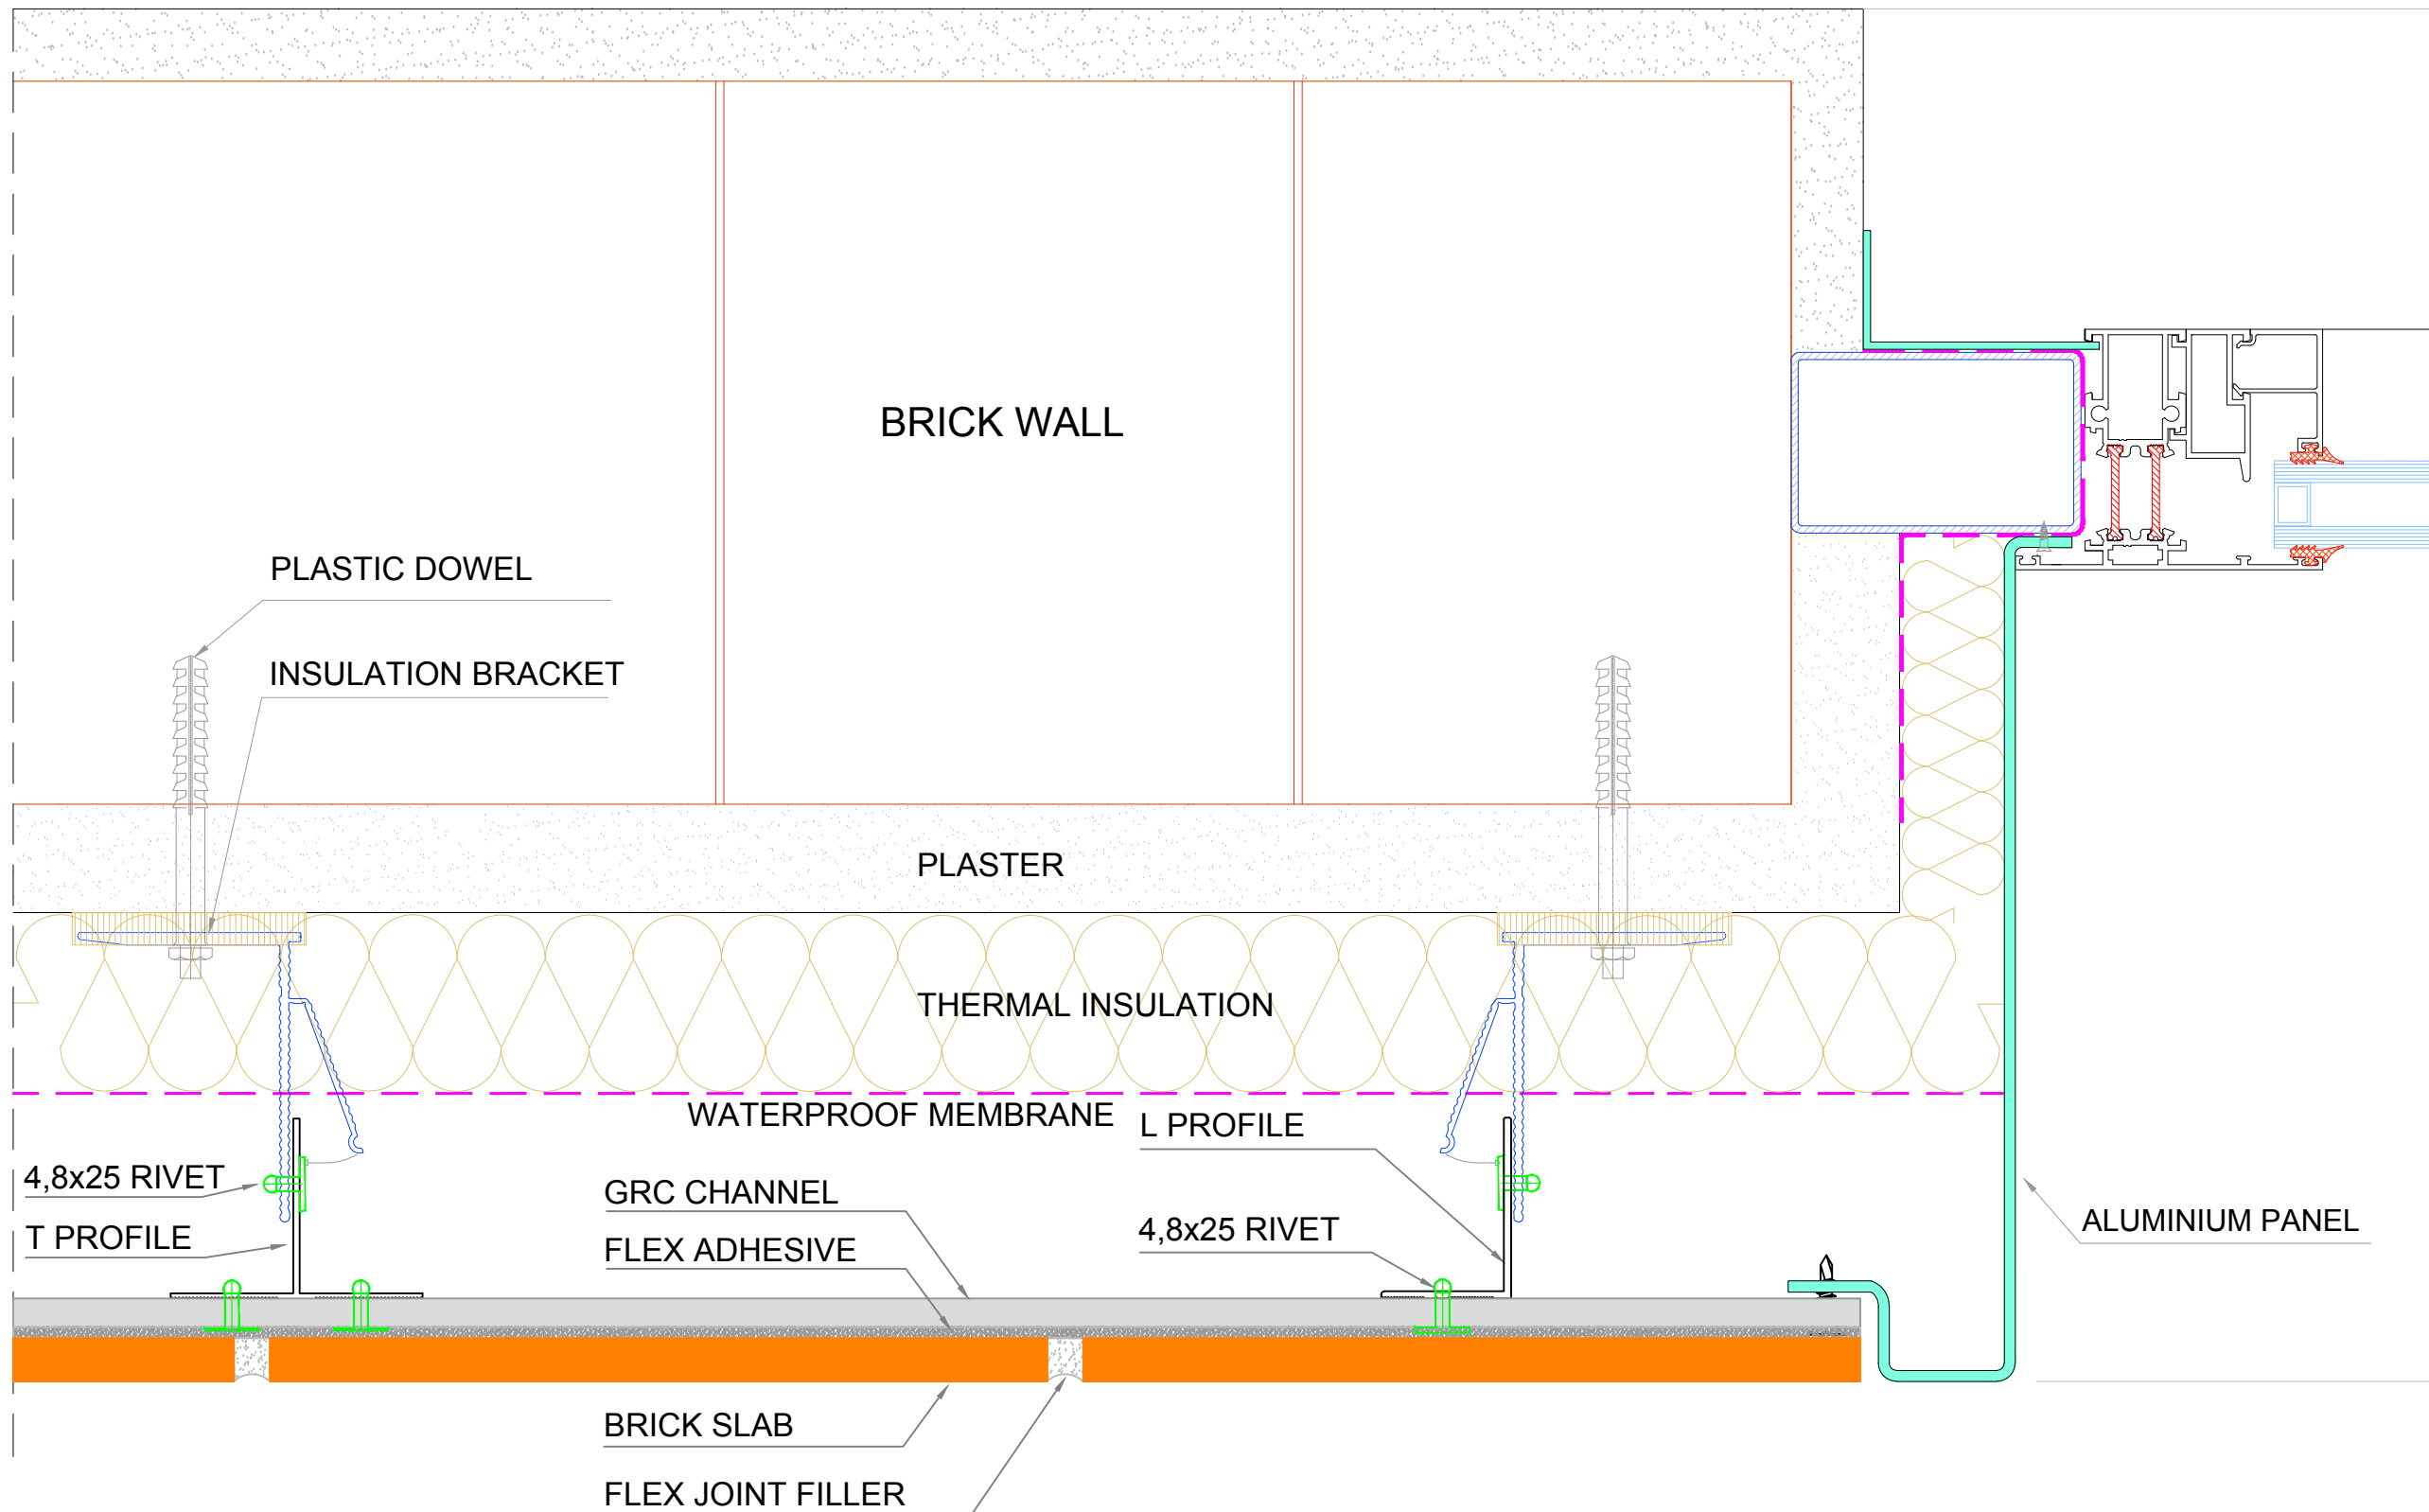 BRICK WALL
PLASTIC DOWEL
INSULATION BRACKET
PLASTER
THERMAL INSULATION
WATERPROOF MEMBRANE
L PROFILE
4,8x25 RIVET
GRC CHANNEL
4,8x25 RIVET
ALUMINIUM PANEL
T PROFILE
FLEX ADHESIVE
BRICK SLAB
FLEX JOINT FILLER